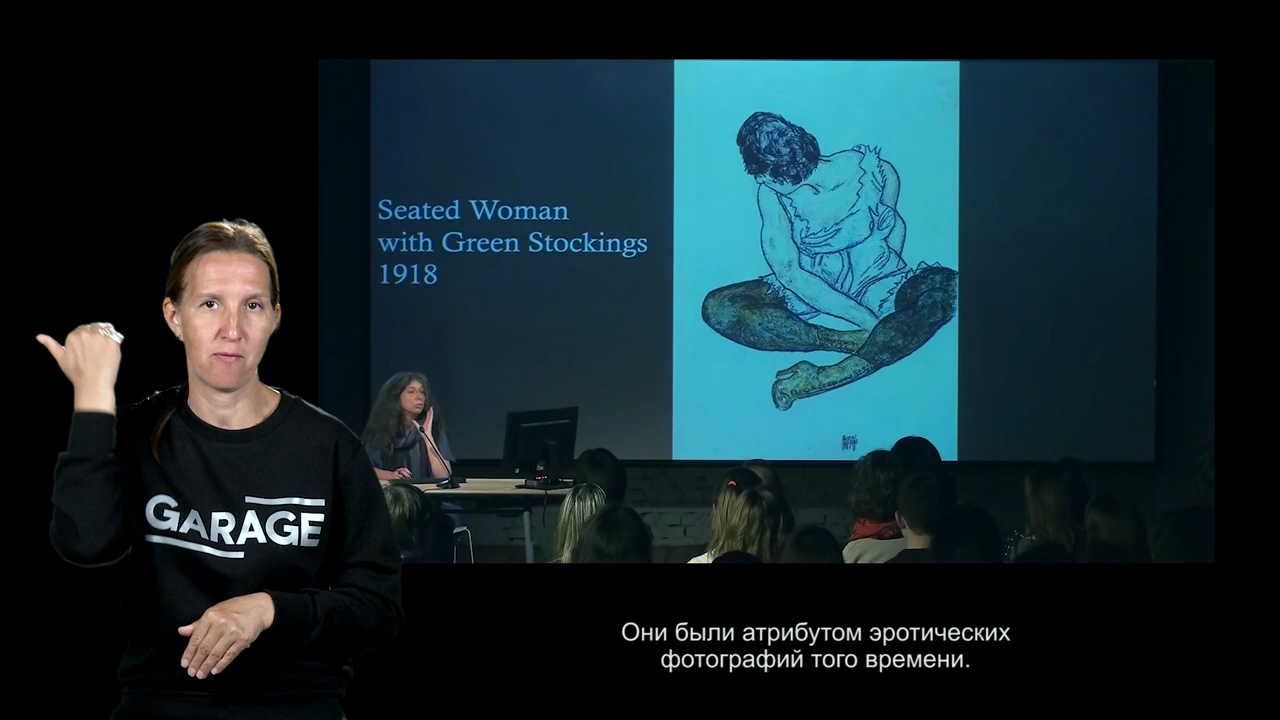 Seated Woman
with Green Stockings
1918
GARAGE
Они были атрибутом эротических
фотографий того времени.